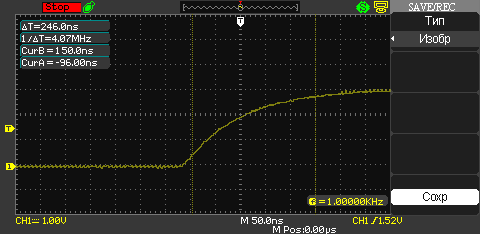 Stop
SAVE/REC
T
ΔT=246.0ns
1/ΔT=4.07MHz
CurB=150.0ns
CurA=-96.00ns
Тип
Изобр
T
1
f=1.00000KHz
Сохр
CH1 1.00V
M 50.0ns
CH1 /1.52V
M Pos:0.00µs